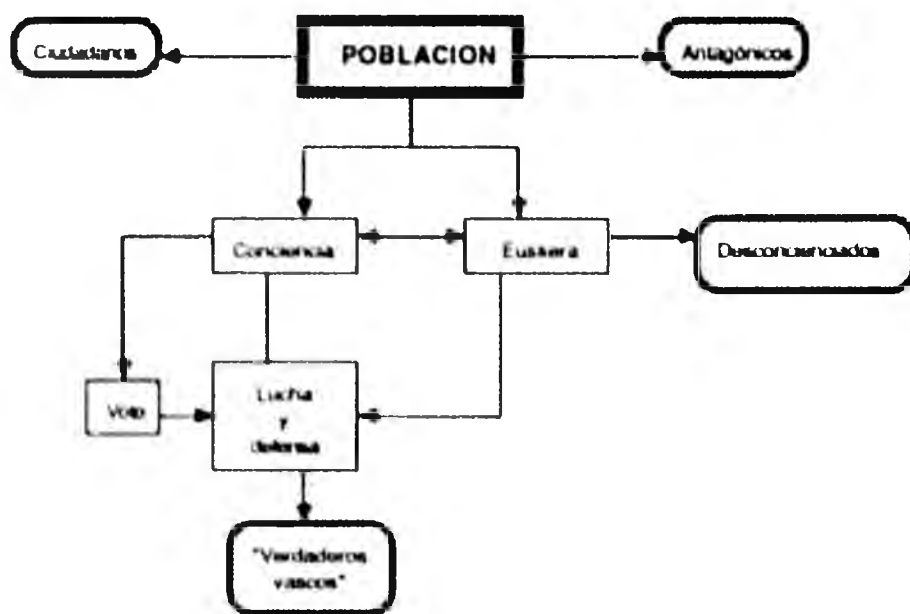 Ciudadanos
POBLACION
Antagónicos
Conciencia
Euskera
Desconcienciados
Voto
Lucha
y
defensa
"Verdaderos
vascos"